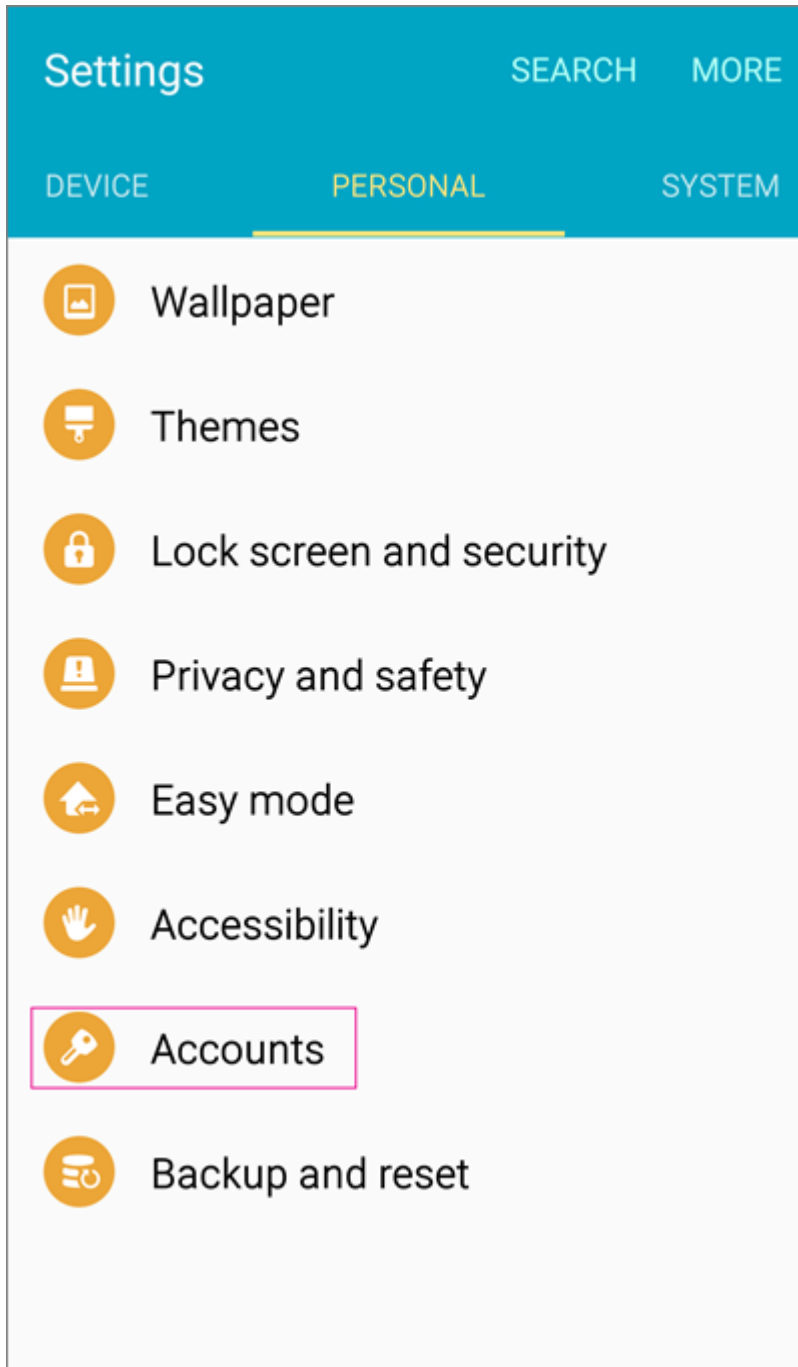 Settings SEARCH MORE
DEVICE PERSONAL SYSTEM
Wallpaper
Themes
Lock screen and security
Privacy and safety
Easy mode
Accessibility
Accounts
Backup and reset